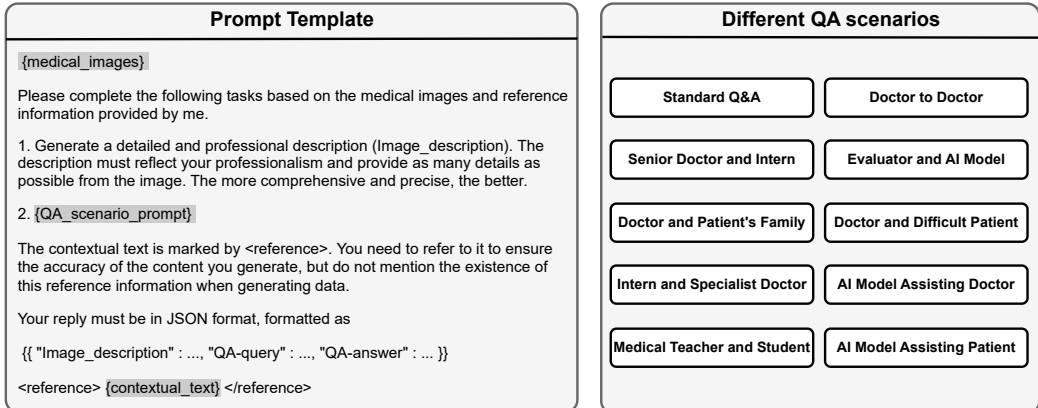 Prompt Template
{medical_images}
Please complete the following tasks based on the medical images and reference
information provided by me.
1. Generate a detailed and professional description (Image_description). The
description must reflect your professionalism and provide as many details as
possible from the image. The more comprehensive and precise, the better.
2. {QA_scenario_prompt}
The contextual text is marked by <reference>. You need to refer to it to ensure
the accuracy of the content you generate, but do not mention the existence of
this reference information when generating data.
Your reply must be in JSON format, formatted as
{{ "Image_description" : ..., "QA-query" : ..., "QA-answer" : ... }}
<reference> {contextual_text} </reference>
Different QA scenarios
Standard Q&A
Doctor to Doctor
Senior Doctor and Intern
Evaluator and AI Model
Doctor and Patient's Family
Doctor and Difficult Patient
Intern and Specialist Doctor
AI Model Assisting Doctor
Medical Teacher and Student
AI Model Assisting Patient